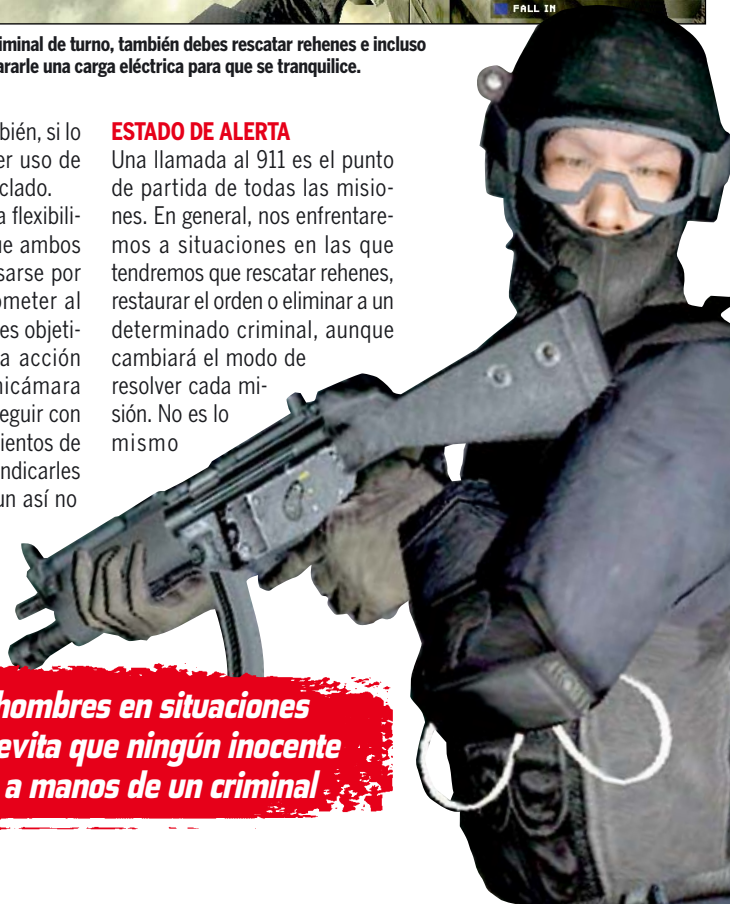 FALL IN
iminal de turno, también debes rescatar rehenes e incluso
ararle una carga eléctrica para que se tranquilice.
bién, si lo
er uso de
clado.
a flexibili-
ue ambos
sarse por
ometer al
es objeti-
a acción
nicámara
eguir con
ientos de
ndicarles
un así no
ESTADO DE ALERTA
Una llamada al 911 es el punto
de partida de todas las misio-
nes. En general, nos enfrentare-
mos a situaciones en las que
tendremos que rescatar rehenes,
restaurar el orden o eliminar a un
determinado criminal, aunque
cambiará el modo de
resolver cada mi-
sión. No es lo
mismo
hombres en situaciones
evita que ningún inocente
a manos de un criminal